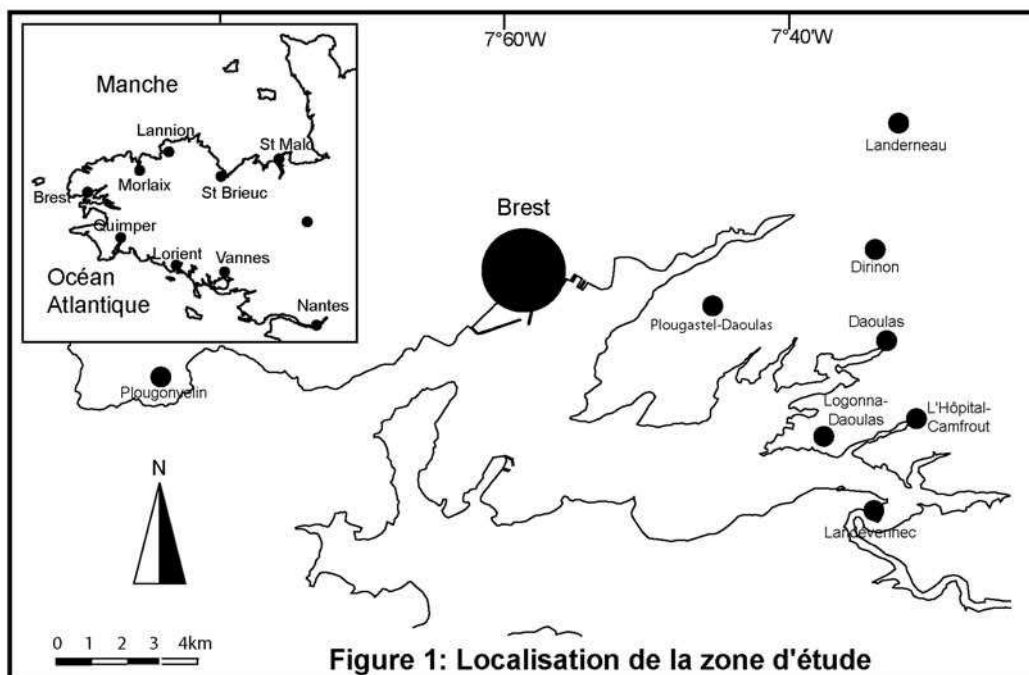 7°60'W
7°40'W
Manche
Lannion
St Malo
Morlaix
St Brieuc
Brest
Quimper
Lorient
Vannes
Océan
Atlantique
Nantes
Landerneau
Brest
Dirinon
Plougastel-Daoulas
Daoulas
Plougonvelin
Logonna-
Daoulas
L'Hôpital-
Camfrout
N
Landévennec
0 1 2 3 4km
Figure 1: Localisation de la zone d'étude